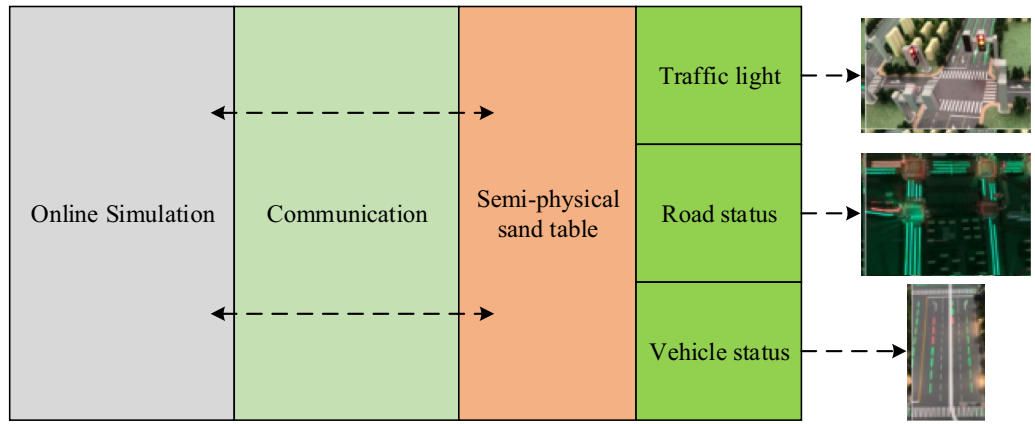 Online Simulation
Communication
Semi-physical
sand table
Traffic light
Road status
Vehicle status